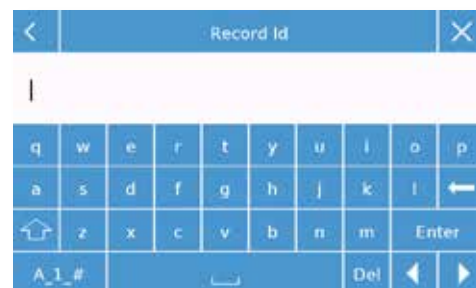 Record Id
q w e r t y u i o p
a s d f g h j k l
z x c v b n m Enter
A_1_# Del